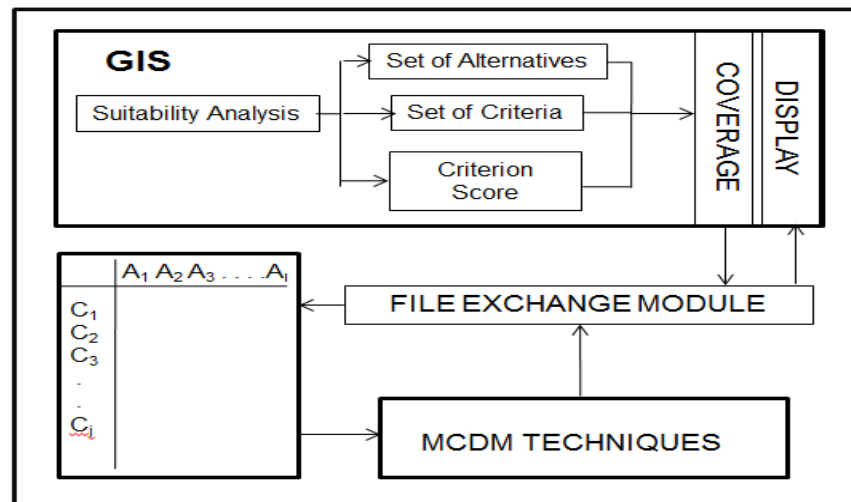 GIS
Suitability Analysis
Set of Alternatives
Set of Criteria
Criterion
Score
COVERAGE
DISPLAY
A₁ A₂ A₃ . . . . Aᵢ
C₁
C₂
C₃
.
.
Cⱼ
FILE EXCHANGE MODULE
MCDM TECHNIQUES